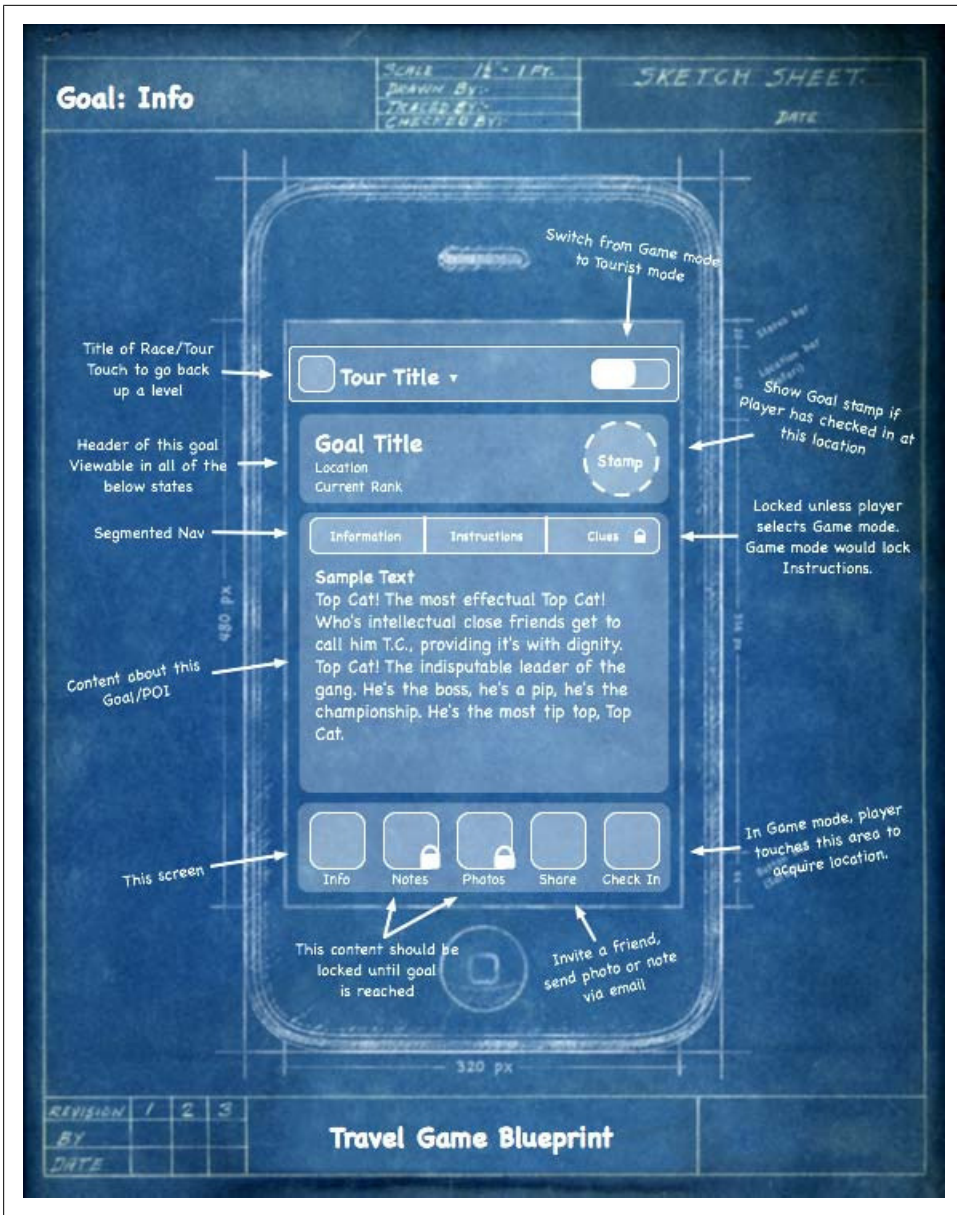 Goal: Info
SCALE 1½" - 1 FT.
DRAWN BY:-
TRACED BY:-
CHECKED BY:-
SKETCH SHEET.
DATE
Switch from Game mode
to Tourist mode
Status bar
Title of Race/Tour
Touch to go back
up a level
Tour Title
Location bar
Show Goal stamp if
Player has checked in at
this location
Header of this goal
Viewable in all of the
below states
Goal Title
Location
Current Rank
Stamp
Segmented Nav
Information
Instructions
Clues
Locked unless player
selects Game mode.
Game mode would lock
Instructions.
480 px
Sample Text
Top Cat! The most effectual Top Cat!
Who's intellectual close friends get to
call him T.C., providing it's with dignity.
Top Cat! The indisputable leader of the
gang. He's the boss, he's a pip, he's the
championship. He's the most tip top, Top
Cat.
Content about this
Goal/POI
In Game mode, player
touches this area to
acquire location.
This screen
Info
Notes
Photos
Share
Check In
This content should be
locked until goal
is reached
Invite a friend,
send photo or note
via email
320 px
REVISION 1 2 3
BY
DATE
Travel Game Blueprint